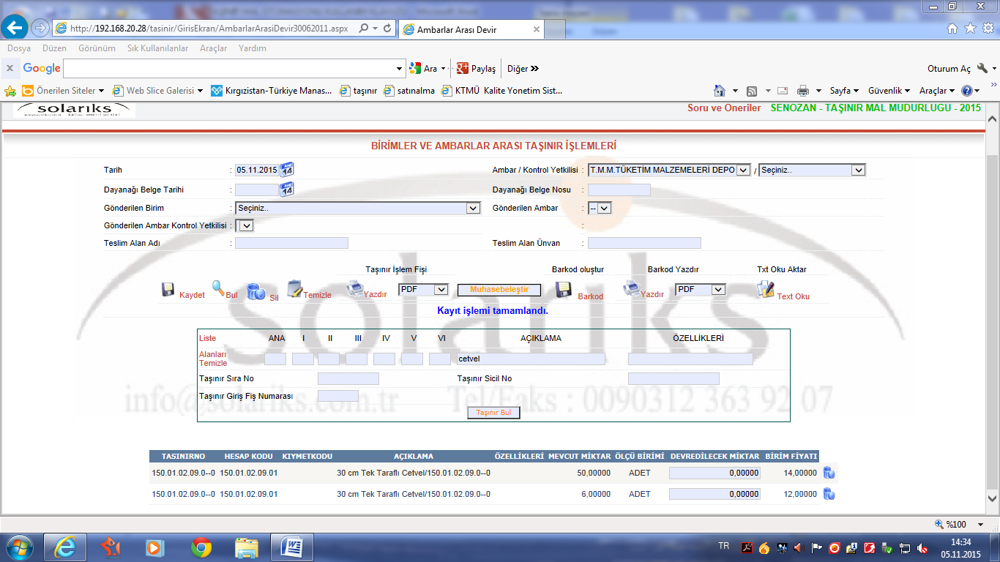 http://192.168.20.28/tasinir/GirisEkran/AmbarlarArasiDevir30062011.aspx
Ambarlar Arası Devir
Dosya Düzen Görünüm Sık Kullanılanlar Araçlar Yardım
x Google Ara Paylaş Diğer »
Oturum Aç
Önerilen Siteler Web Slice Galerisi Kırgızistan-Türkiye Manas... taşınır satınalma KTMÜ Kalite Yonetim Sist...
Sayfa Güvenlik Araçlar
solarıks
Soru ve Oneriler SENOZAN - TAŞINIR MAL MUDURLUGU - 2015
BİRİMLER VE AMBARLAR ARASI TAŞINIR İŞLEMLERİ
Tarih : 05.11.2015 Ambar / Kontrol Yetkilisi : T.M.M.TÜKETİM MALZEMELERİ DEPO / Seçiniz..
Dayanağı Belge Tarihi : Dayanağı Belge Nosu :
Gönderilen Birim : Seçiniz.. Gönderilen Ambar : --
Gönderilen Ambar Kontrol Yetkilisi : :
Teslim Alan Adı : Teslim Alan Ünvan :
Taşınır İşlem Fişi Barkod oluştur Barkod Yazdır Txt Oku Aktar
Kaydet Bul Sil Temizle Yazdır PDF Muhasebeleştir Barkod Yazdır PDF Text Oku
Kayıt işlemi tamamlandı.
solarıks
Liste ANA I II III IV V VI AÇIKLAMA ÖZELLİKLERİ
Alanları
Temizle cetvel
Taşınır Sıra No Taşınır Sicil No
Taşınır Giriş Fiş Numarası
info@solariks.com.tr Tel/Faks : 0090312 363 92 07
Taşınır Bul
TASINIRNO HESAP KODU KIYMETKODU AÇIKLAMA ÖZELLİKLERİ MEVCUT MİKTAR ÖLÇÜ BİRİMİ DEVREDİLECEK MİKTAR BİRİM FİYATI
150.01.02.09.0--0 150.01.02.09.01 30 cm Tek Taraflı Cetvel/150.01.02.09.0--0 50,00000 ADET 0,00000 14,00000
150.01.02.09.0--0 150.01.02.09.01 30 cm Tek Taraflı Cetvel/150.01.02.09.0--0 6,00000 ADET 0,00000 12,00000
%100
TR 14:34
05.11.2015